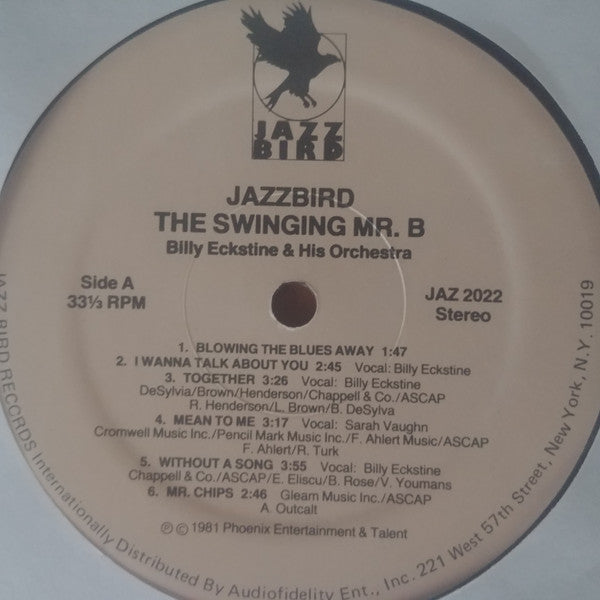 JAZZ
BIRD
JAZZBIRD
THE SWINGING MR. B
Billy Eckstine & His Orchestra
Side A
33⅓ RPM
JAZ 2022
Stereo
1. BLOWING THE BLUES AWAY 1:47
2. I WANNA TALK ABOUT YOU 2:45 Vocal: Billy Eckstine
3. TOGETHER 3:26 Vocal: Billy Eckstine
DeSylvia/Brown/Henderson/Chappell & Co./ASCAP
R. Henderson/L. Brown/B. DeSylva
4. MEAN TO ME 3:17 Vocal: Sarah Vaughn
Cromwell Music Inc./Pencil Mark Music Inc./F. Ahlert Music/ASCAP
F. Ahlert/R. Turk
5. WITHOUT A SONG 3:55 Vocal: Billy Eckstine
Chappell & Co./ASCAP/E. Eliscu/B. Rose/V. Youmans
6. MR. CHIPS 2:46 Gleam Music Inc./ASCAP
A. Outcalt
℗ © 1981 Phoenix Entertainment & Talent
JAZZ BIRD RECORDS Internationally Distributed By Audiofidelity Ent., Inc. 221 West 57th Street, New York, N.Y. 10019